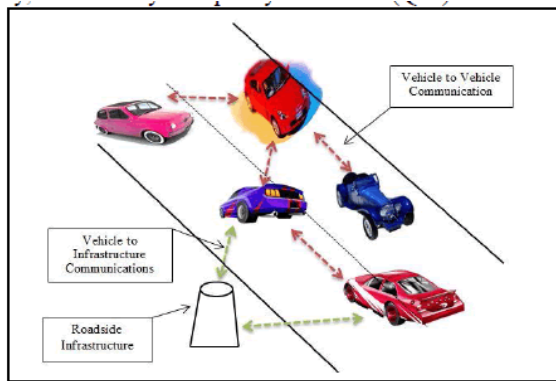 Vehicle to Vehicle
Communication
Vehicle to
Infrastructure
Communications
Roadside
Infrastructure